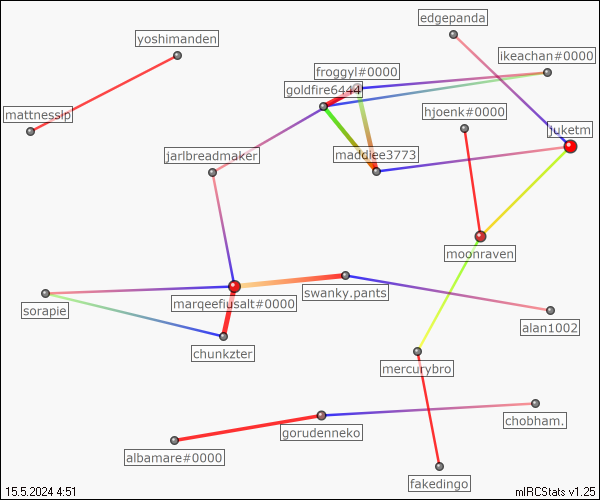 edgepanda
yoshimanden
ikeachan#0000
froggyl#0000
goldfire6444
mattnesslp
hjoenk#0000
juketm
jarlbreadmaker
maddiee3773
moonraven
swanky.pants
marqeefiusalt#0000
sorapie
alan1002
chunkzter
mercurybro
chobham.
gorudenneko
albamare#0000
fakedingo
15.5.2024 4:51
mIRCStats v1.25